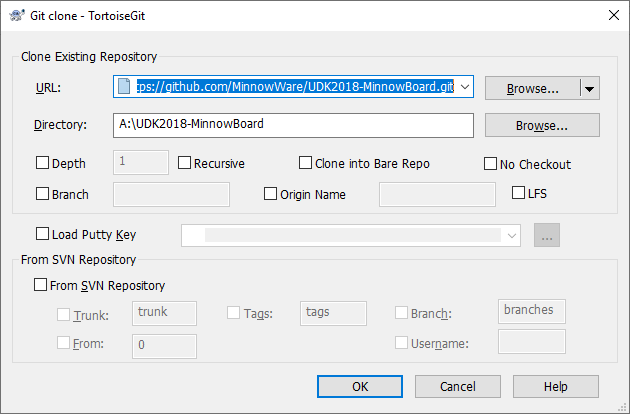 Git clone - TortoiseGit
Clone Existing Repository
URL: tps://github.com/MinnowWare/UDK2018-MinnowBoard.git Browse...
Directory: A:\UDK2018-MinnowBoard Browse...
Depth 1 Recursive Clone into Bare Repo No Checkout
Branch Origin Name LFS
Load Putty Key ...
From SVN Repository
From SVN Repository
Trunk: trunk Tags: tags Branch: branches
From: 0 Username:
OK Cancel Help